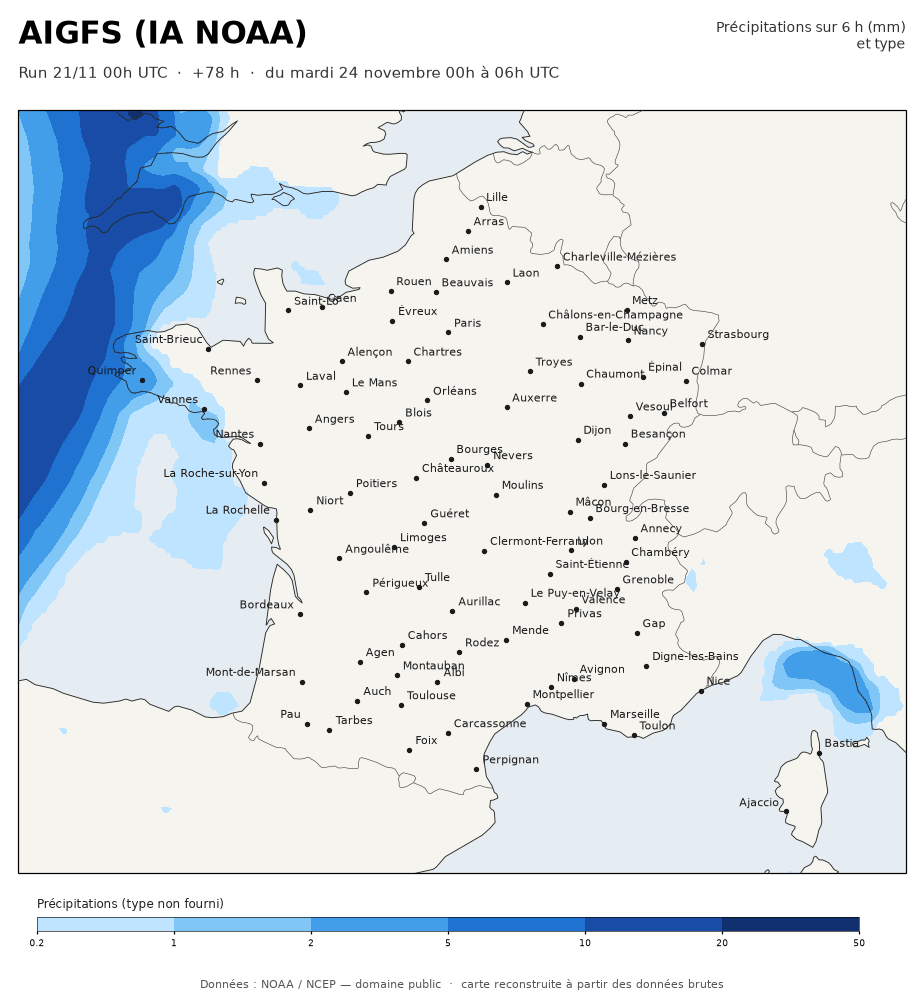 AIGFS (IA NOAA)
Précipitations sur 6 h (mm)
et type
Run 21/11 00h UTC · +78 h · du mardi 24 novembre 00h à 06h UTC
Lille
Arras
Amiens
Charleville-Mézières
Laon
Rouen
Beauvais
Saint-Lô
Caen
Metz
Châlons-en-Champagne
Évreux
Paris
Bar-le-Duc
Nancy
Strasbourg
Saint-Brieuc
Alençon
Chartres
Troyes
Quimper
Rennes
Laval
Le Mans
Chaumont
Épinal
Colmar
Vannes
Orléans
Auxerre
Blois
Vesoul
Belfort
Nantes
Angers
Tours
Dijon
Besançon
Bourges
Nevers
La Roche-sur-Yon
Châteauroux
Poitiers
Moulins
Lons-le-Saunier
La Rochelle
Niort
Mâcon
Bourg-en-Bresse
Guéret
Annecy
Angoulême
Limoges
Clermont-Ferrand
Lyon
Chambéry
Saint-Étienne
Périgueux
Tulle
Grenoble
Le Puy-en-Velay
Valence
Bordeaux
Aurillac
Privas
Mende
Gap
Cahors
Rodez
Agen
Mont-de-Marsan
Montauban
Albi
Nîmes
Avignon
Digne-les-Bains
Auch
Toulouse
Montpellier
Nice
Pau
Tarbes
Carcassonne
Marseille
Toulon
Foix
Perpignan
Bastia
Ajaccio
Précipitations (type non fourni)
0.2 1 2 5 10 20 50
Données : NOAA / NCEP — domaine public · carte reconstruite à partir des données brutes